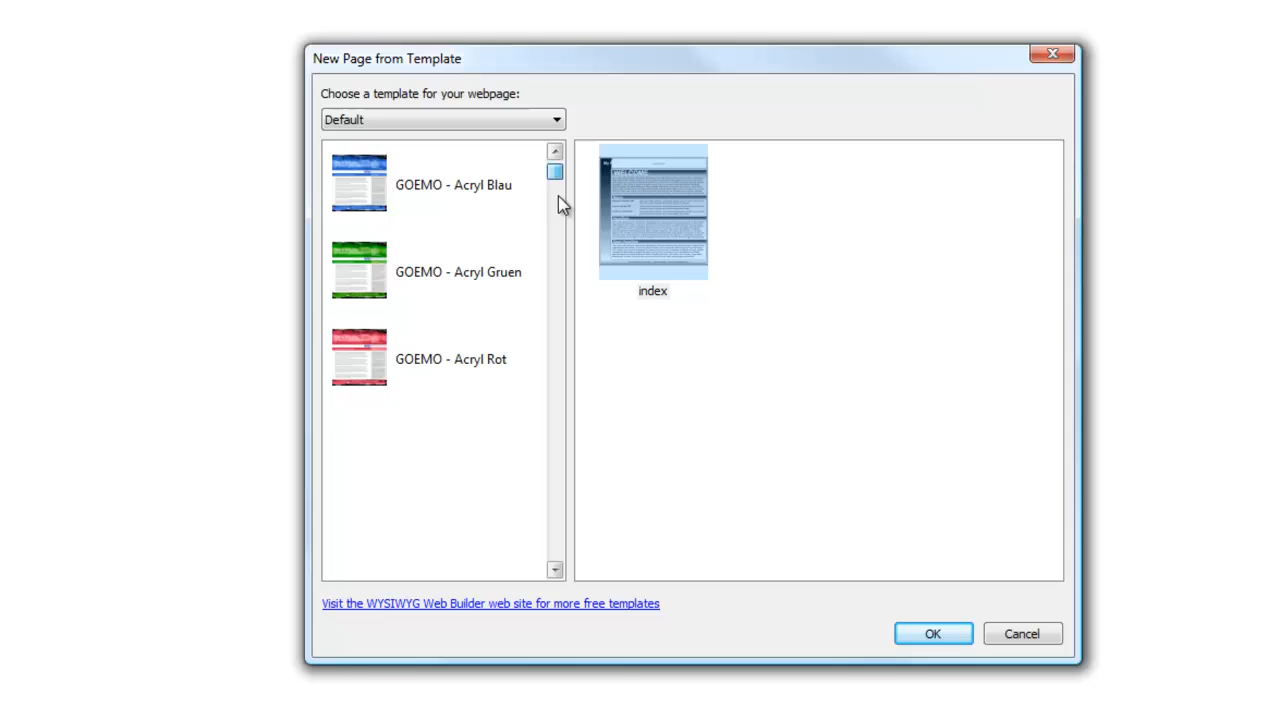 New Page from Template
Choose a template for your webpage:
Default
GOEMO - Acryl Blau
GOEMO - Acryl Gruen
GOEMO - Acryl Rot
WELCOME
index
Visit the WYSIWYG Web Builder web site for more free templates
OK
Cancel